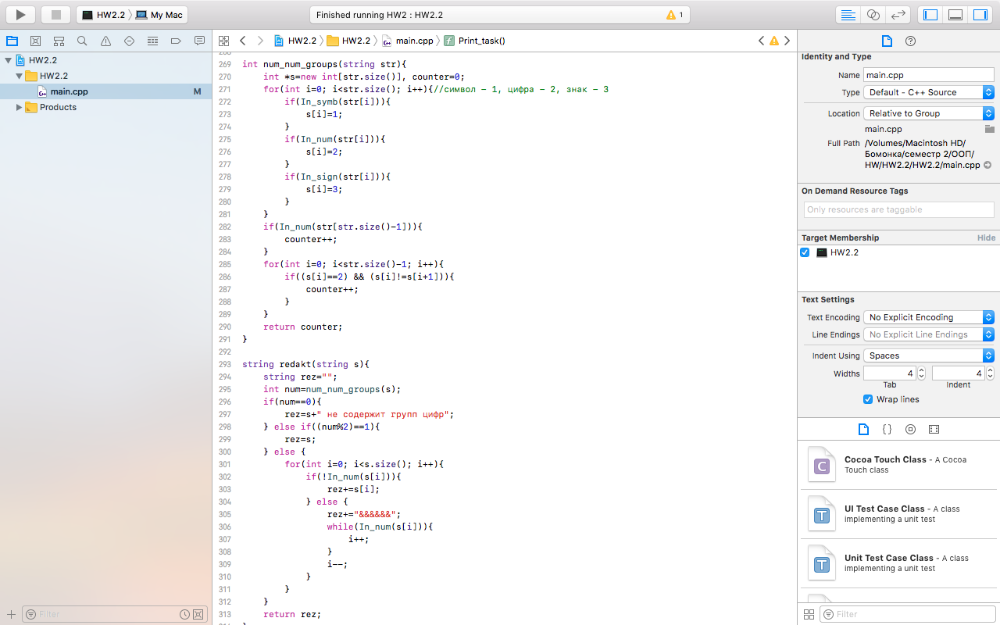 HW2.2 〉 My Mac
Finished running HW2 : HW2.2
1
HW2.2
HW2.2
main.cpp M
Products
Filter
HW2.2 〉 HW2.2 〉 main.cpp 〉 Print_task()
269 int num_num_groups(string str){
270     int *s=new int[str.size()], counter=0;
271     for(int i=0; i<str.size(); i++){//символ - 1, цифра - 2, знак - 3
272         if(In_symb(str[i])){
273             s[i]=1;
274         }
275         if(In_num(str[i])){
276             s[i]=2;
277         }
278         if(In_sign(str[i])){
279             s[i]=3;
280         }
281     }
282     if(In_num(str[str.size()-1])){
283         counter++;
284     }
285     for(int i=0; i<str.size()-1; i++){
286         if((s[i]==2) && (s[i]!=s[i+1])){
287             counter++;
288         }
289     }
290     return counter;
291 }
292
293 string redakt(string s){
294     string rez="";
295     int num=num_num_groups(s);
296     if(num==0){
297         rez=s+" не содержит групп цифр";
298     } else if((num%2)==1){
299         rez=s;
300     } else {
301         for(int i=0; i<s.size(); i++){
302             if(!In_num(s[i])){
303                 rez+=s[i];
304             } else {
305                 rez+="&&&&&&";
306                 while(In_num(s[i])){
307                     i++;
308                 }
309                 i--;
310             }
311         }
312     }
313     return rez;
Identity and Type
Name main.cpp
Type Default - C++ Source
Location Relative to Group
main.cpp
Full Path /Volumes/Macintosh HD/
Бомонка/семестр 2/ООП/
HW/HW2.2/HW2.2/main.cpp
On Demand Resource Tags
Only resources are taggable
Target Membership Hide
HW2.2
Text Settings
Text Encoding No Explicit Encoding
Line Endings No Explicit Line Endings
Indent Using Spaces
Widths 4 4
Tab Indent
Wrap lines
Cocoa Touch Class - A Cocoa
Touch class
UI Test Case Class - A class
implementing a unit test
Unit Test Case Class - A class
implementing a unit test
Filter